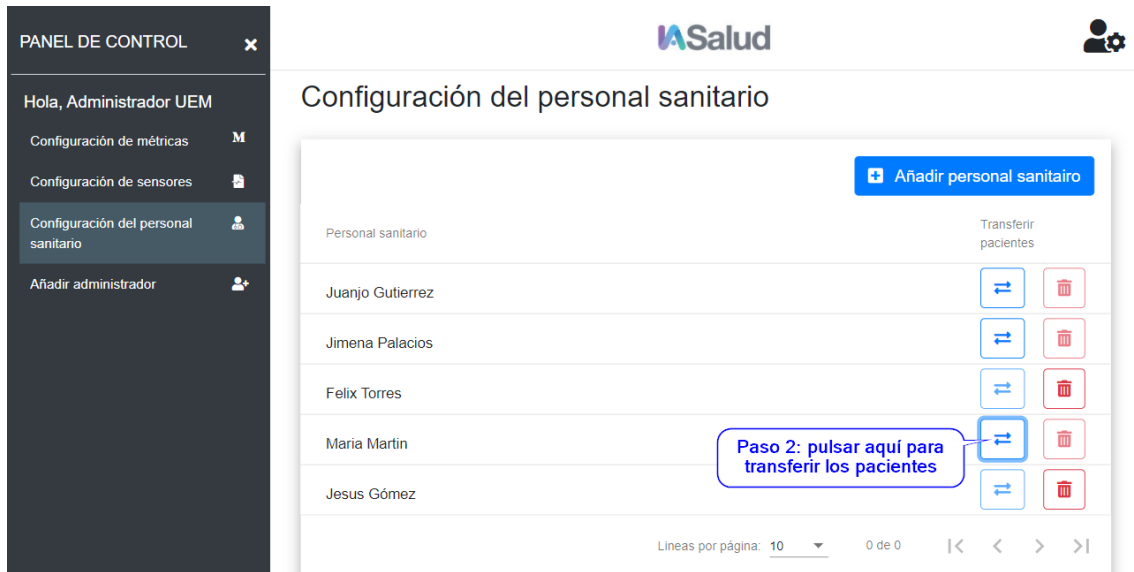 PANEL DE CONTROL
IASalud
Hola, Administrador UEM
Configuración del personal sanitario
Configuración de métricas M
Configuración de sensores
Configuración del personal
sanitario
Añadir administrador
Añadir personal sanitairo
Personal sanitario
Transferir
pacientes
Juanjo Gutierrez
Jimena Palacios
Felix Torres
Maria Martin
Paso 2: pulsar aquí para
transferir los pacientes
Jesus Gómez
Lineas por página: 10 0 de 0